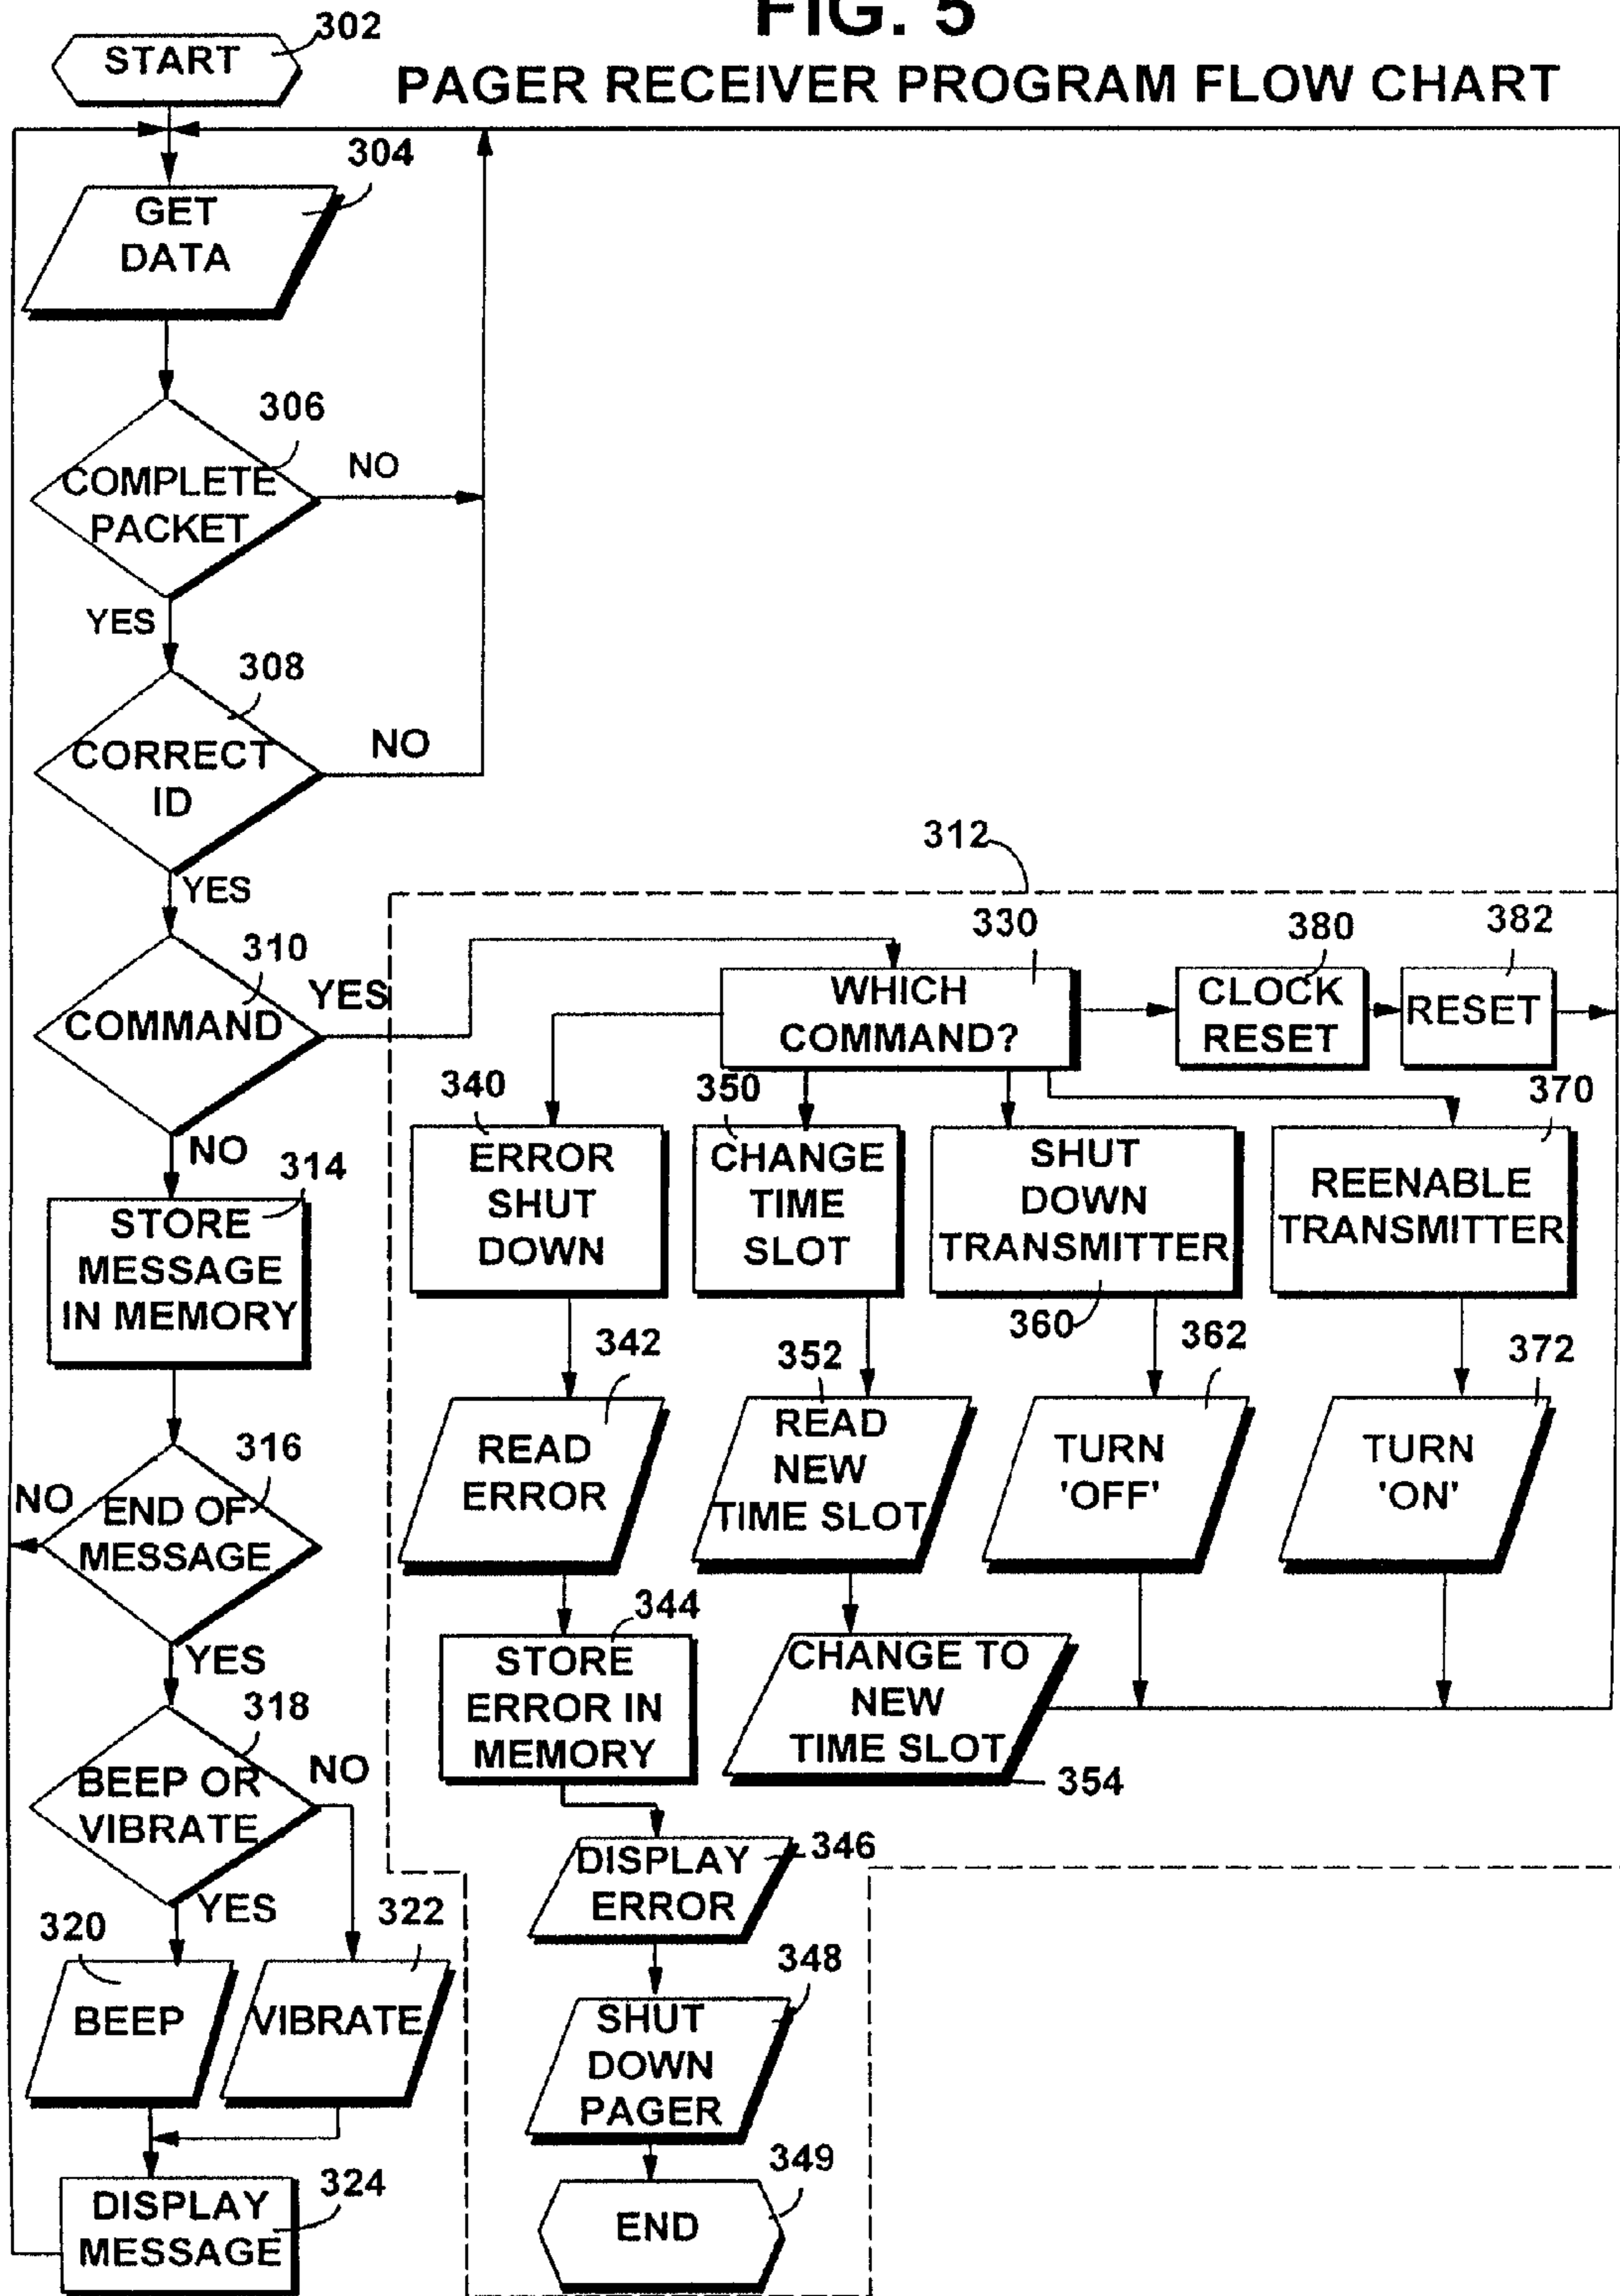 FIG. 5
PAGER RECEIVER PROGRAM FLOW CHART
302
START
304
GET
DATA
306
COMPLETE
PACKET
NO
YES
308
CORRECT
ID
NO
YES
310
COMMAND
YES
NO
314
STORE
MESSAGE
IN MEMORY
316
END OF
MESSAGE
NO
YES
318
BEEP OR
VIBRATE
NO
YES
320
BEEP
322
VIBRATE
324
DISPLAY
MESSAGE
312
330
WHICH
COMMAND?
380
CLOCK
RESET
382
RESET
340
ERROR
SHUT
DOWN
350
CHANGE
TIME
SLOT
SHUT
DOWN
TRANSMITTER
360
370
REENABLE
TRANSMITTER
342
READ
ERROR
352
READ
NEW
TIME SLOT
362
TURN
'OFF'
372
TURN
'ON'
344
STORE
ERROR IN
MEMORY
CHANGE TO
NEW
TIME SLOT
354
346
DISPLAY
ERROR
348
SHUT
DOWN
PAGER
349
END